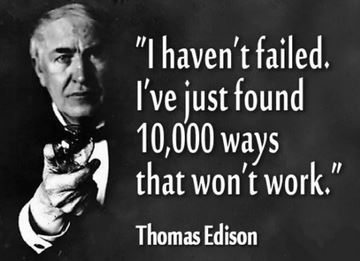 "I haven't failed.
I've just found
10,000 ways
that won't work."
Thomas Edison